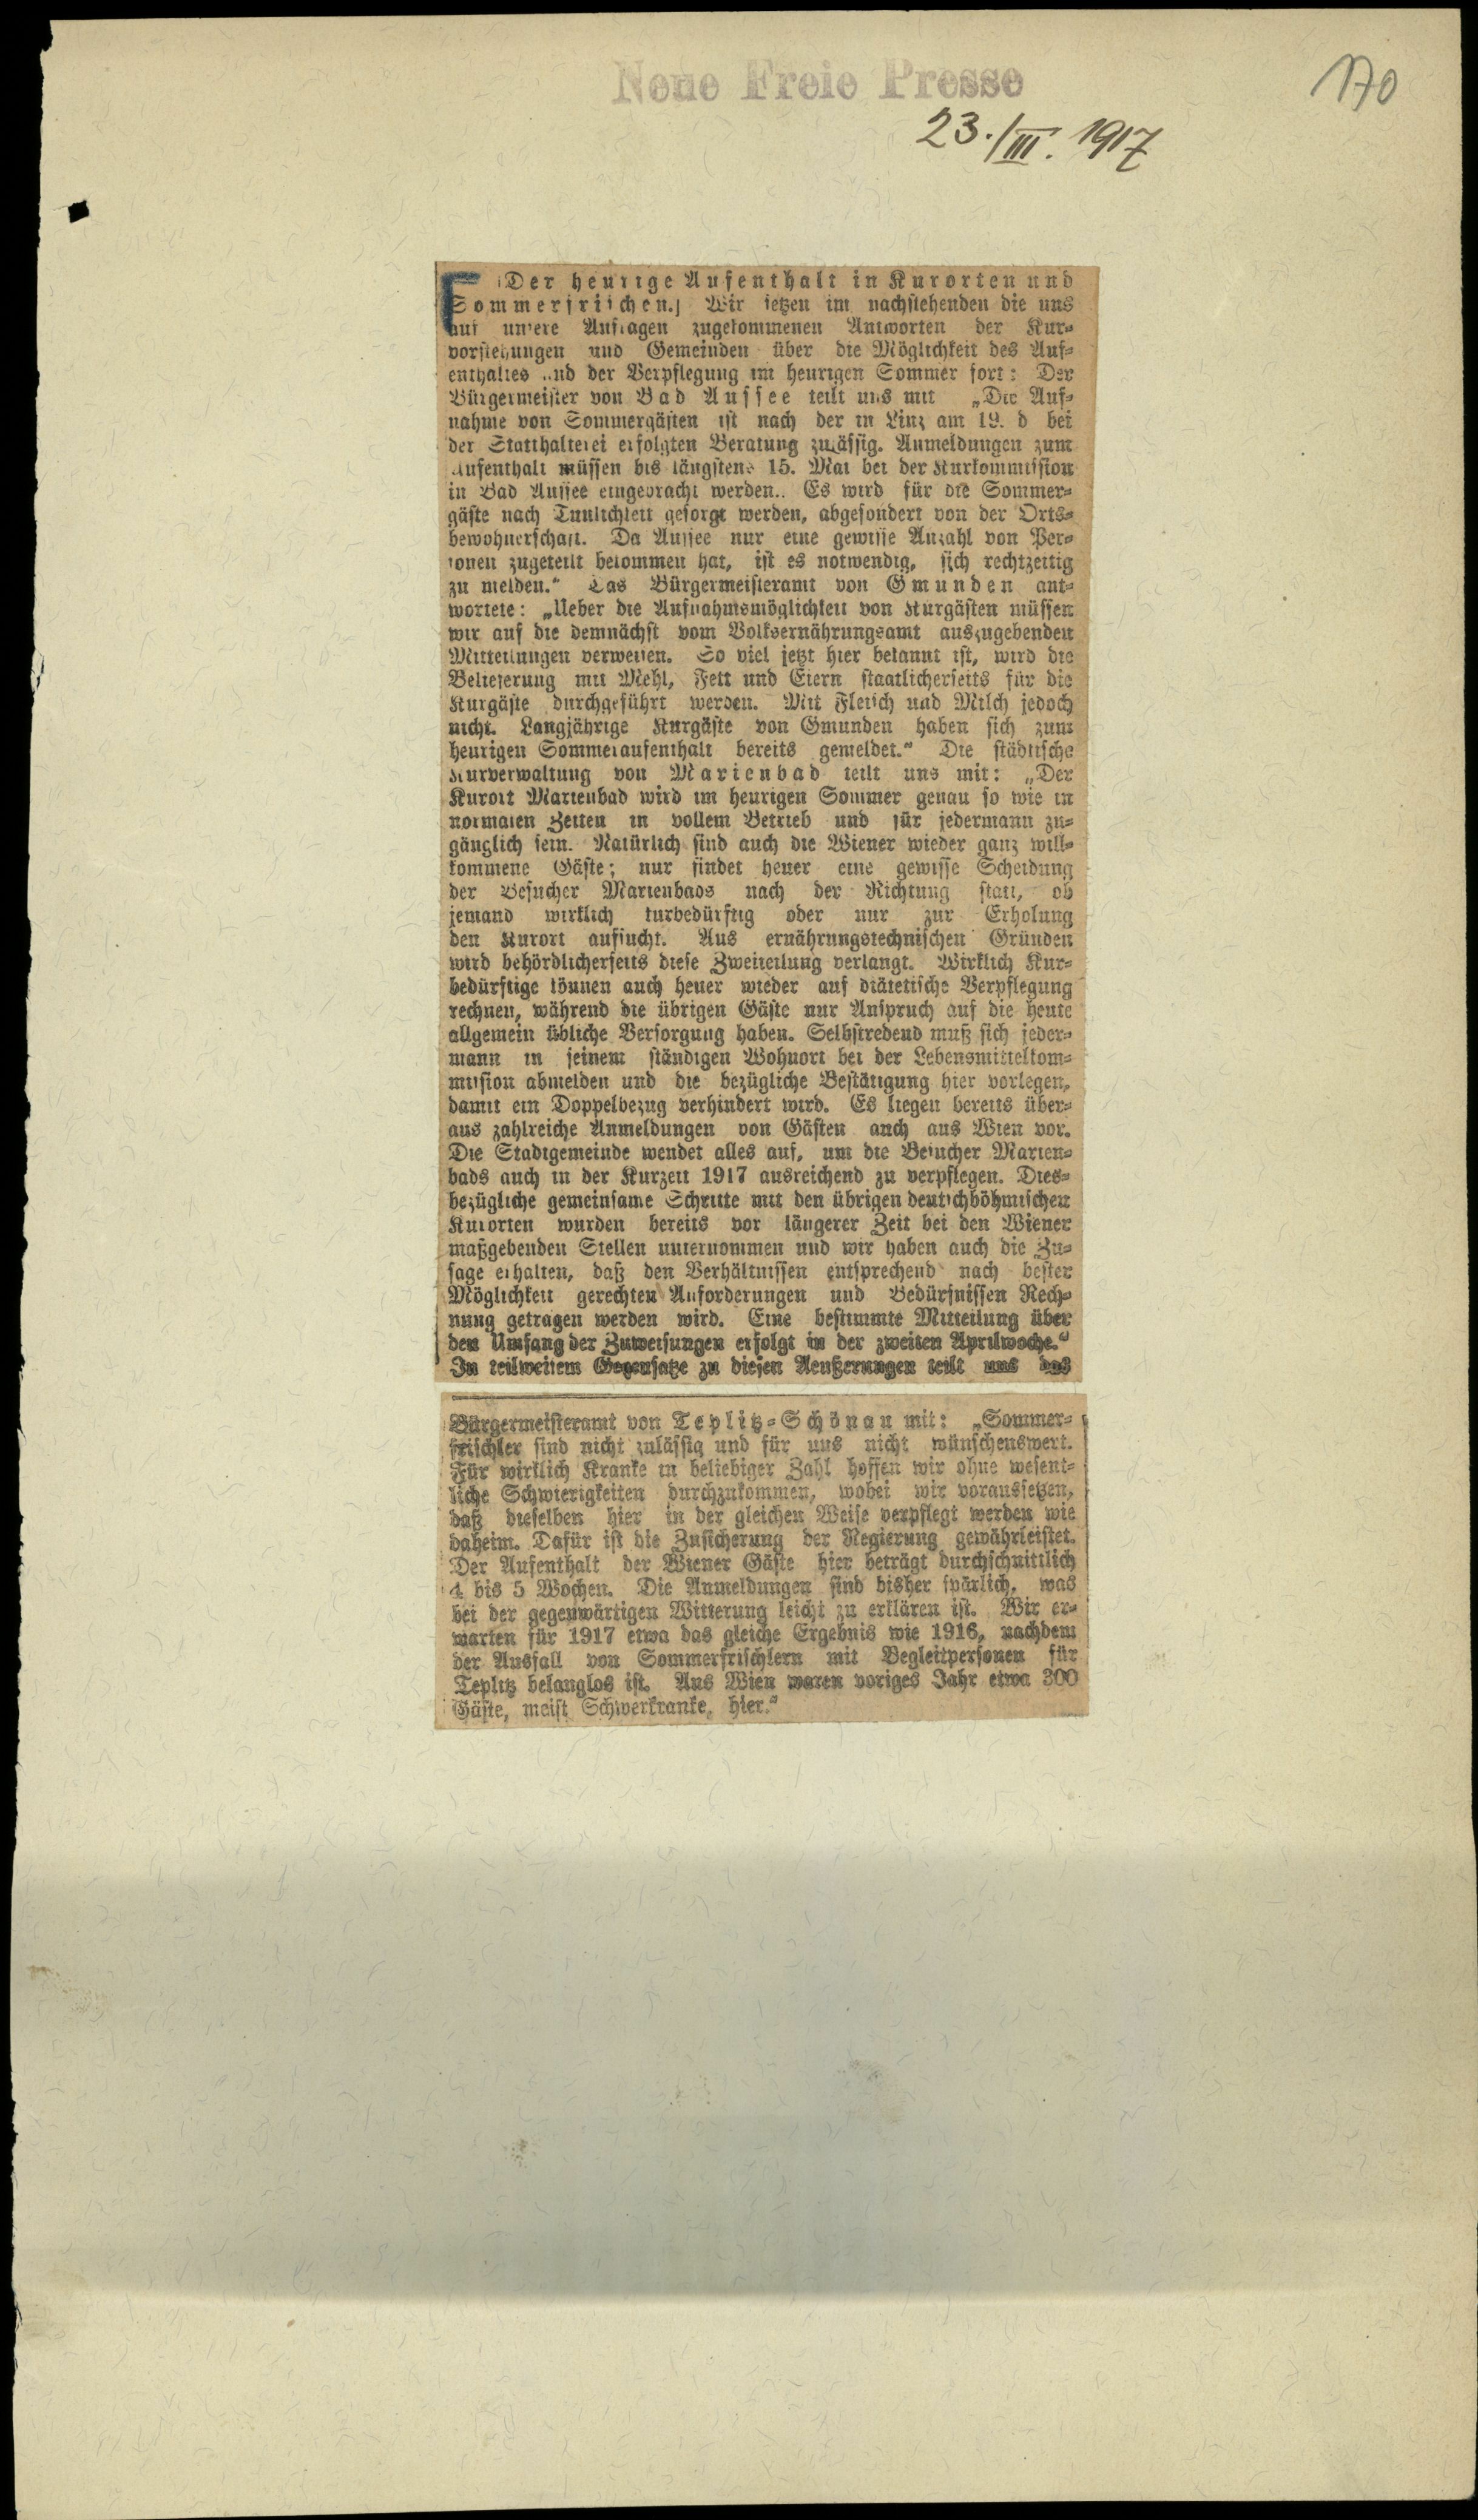 Neue Freie Presse
170
23./III. 1917
[Der heurige Aufenthalt in Kurorten und
Sommerfrischen.] Wir setzen im nachstehenden die uns
auf unsere Anfragen zugekommenen Antworten der Kur-
vorstehungen und Gemeinden über die Möglichkeit des Auf-
enthaltes und der Verpflegung im heurigen Sommer fort: Der
Bürgermeister von Bad Aussee teilt uns mit „Die Auf-
nahme von Sommergästen ist nach der in Linz am 19. d bei
der Statthalterei erfolgten Beratung zulässig. Anmeldungen zum
Aufenthalt müssen bis längstens 15. Mai bei der Kurkommission
in Bad Aussee eingebracht werden.. Es wird für die Sommer-
gäste nach Tunlichkeit gesorgt werden, abgesondert von der Orts-
bewohnerschaft. Da Aussee nur eine gewisse Anzahl von Per-
sonen zugeteilt bekommen hat, ist es notwendig, sich rechtzeitig
zu melden.“ Das Bürgermeisteramt von Gmunden ant-
wortete: „Ueber die Aufnahmsmöglichkeit von Kurgästen müssen
wir auf die demnächst vom Volksernährungsamt auszugebenden
Mitteilungen verweisen. So viel jetzt hier bekannt ist, wird die
Belieferung mit Mehl, Fett und Eiern staatlicherseits für die
Kurgäste durchgeführt werden. Mit Fleisch und Milch jedoch
nicht. Langjährige Kurgäste von Gmunden haben sich zum
heurigen Sommeraufenthalt bereits gemeldet.“ Die städtische
Kurverwaltung von Marienbad teilt uns mit: „Der
Kurort Marienbad wird im heurigen Sommer genau so wie in
normalen Zeiten in vollem Betrieb und für jedermann zu-
gänglich sein. Natürlich sind auch die Wiener wieder ganz will-
kommene Gäste; nur findet heuer eine gewisse Scheidung
der Besucher Marienbads nach der Richtung statt, ob
jemand wirklich kurbedürftig oder nur zur Erholung
den Kurort aufsucht. Aus ernährungstechnischen Gründen
wird behördlicherseits diese Zweiteilung verlangt. Wirklich Kur-
bedürftige können auch heuer wieder auf diätetische Verpflegung
rechnen, während die übrigen Gäste nur Anspruch auf die heute
allgemein übliche Versorgung haben. Selbstredend muß sich jeder-
mann in seinem ständigen Wohnort bei der Lebensmittelkom-
mission abmelden und die bezügliche Bestätigung hier vorlegen,
damit ein Doppelbezug verhindert wird. Es liegen bereits über-
aus zahlreiche Anmeldungen von Gästen auch aus Wien vor.
Die Stadtgemeinde wendet alles auf, um die Besucher Marien-
bads auch in der Kurzeit 1917 ausreichend zu verpflegen. Dies-
bezügliche gemeinsame Schritte mit den übrigen deutschböhmischen
Kurorten wurden bereits vor längerer Zeit bei den Wiener
maßgebenden Stellen unternommen und wir haben auch die Zu-
sage erhalten, daß den Verhältnissen entsprechend nach bester
Möglichkeit gerechten Anforderungen und Bedürfnissen Rech-
nung getragen werden wird. Eine bestimmte Mitteilung über
den Umfang der Zuweisungen erfolgt in der zweiten Aprilwoche.“
In teilweisem Gegensatze zu diesen Aeußerungen teilt uns das
Bürgermeisteramt von Teplitz-Schönau mit: „Sommer-
frischler sind nicht zulässig und für uns nicht wünschenswert.
Für wirklich Kranke in beliebiger Zahl hoffen wir ohne wesent-
liche Schwierigkeiten durchzukommen, wobei wir voraussetzen,
daß dieselben hier in der gleichen Weise verpflegt werden wie
daheim. Dafür ist die Zusicherung der Regierung gewährleistet.
Der Aufenthalt der Wiener Gäste hier beträgt durchschnittlich
4 bis 5 Wochen. Die Anmeldungen sind bisher spärlich, was
bei der gegenwärtigen Witterung leicht zu erklären ist. Wir er-
warten für 1917 etwa das gleiche Ergebnis wie 1916, nachdem
der Ausfall von Sommerfrischlern mit Begleitpersonen für
Teplitz belanglos ist. Aus Wien waren voriges Jahr etwa 300
Gäste, meist Schwerkranke, hier.“